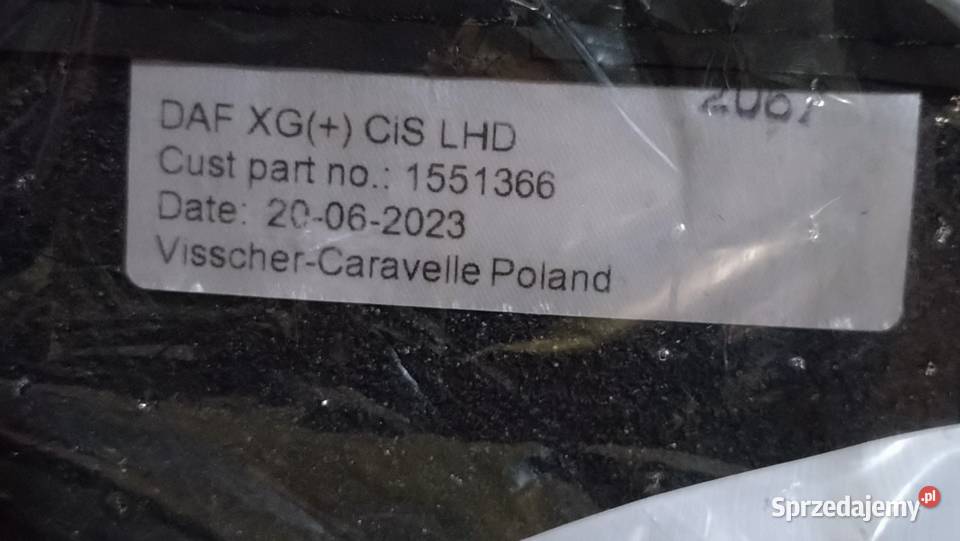 DAF XG(+) CiS LHD
Cust part no.: 1551366
Date: 20-06-2023
Visscher-Caravelle Poland
Sprzedajemy.pl